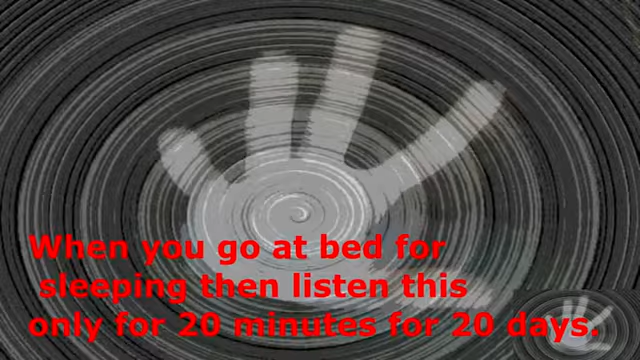 When you go at bed for
sleeping then listen this
only for 20 minutes for 20 days.